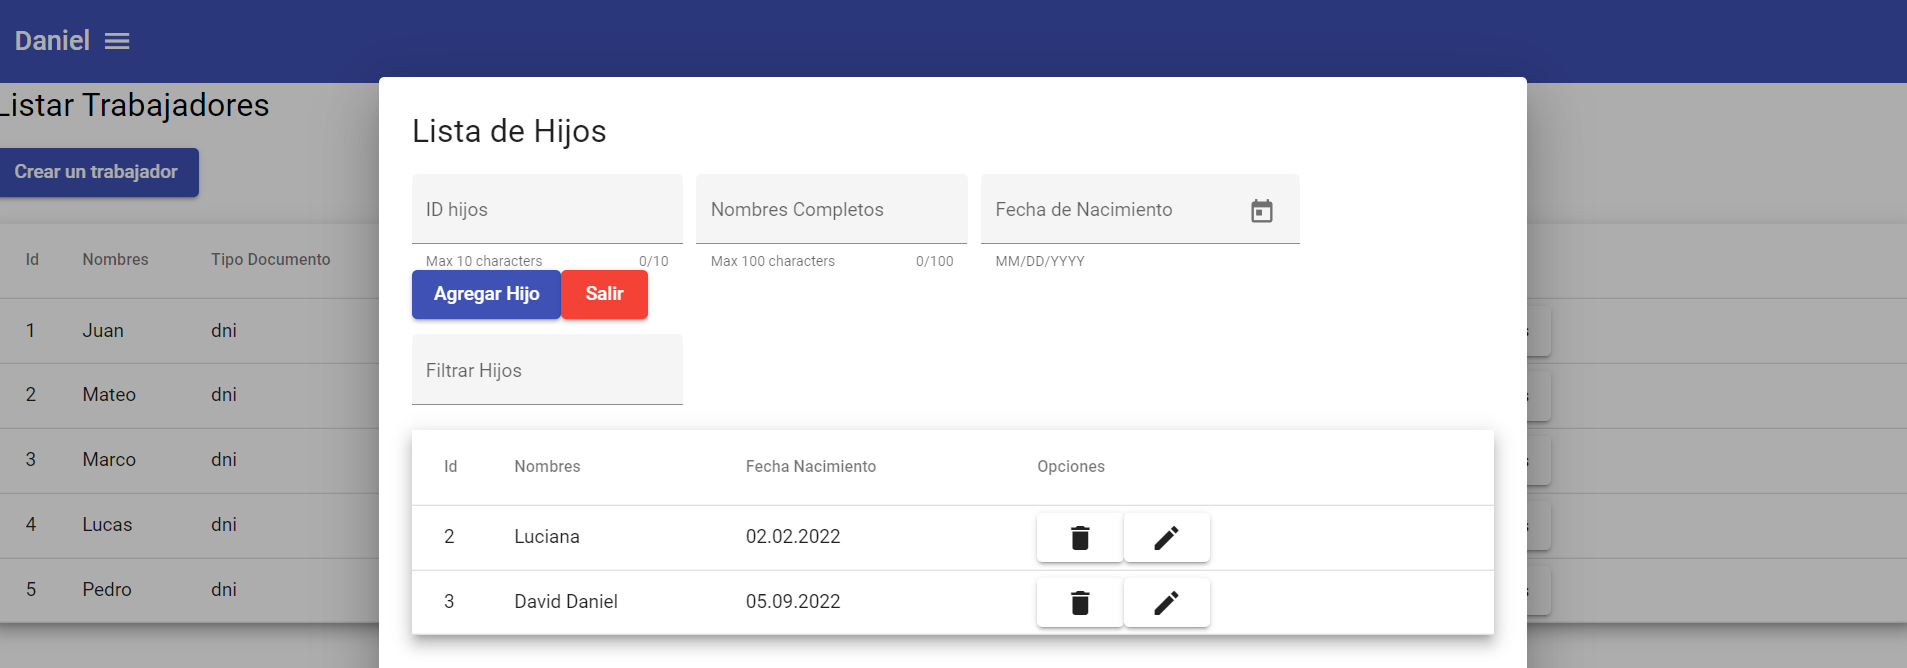 Daniel
Listar Trabajadores
Crear un trabajador
Id Nombres Tipo Documento
1 Juan dni
2 Mateo dni
3 Marco dni
4 Lucas dni
5 Pedro dni
Lista de Hijos
ID hijos Nombres Completos Fecha de Nacimiento
Max 10 characters 0/10 Max 100 characters 0/100 MM/DD/YYYY
Agregar Hijo Salir
Filtrar Hijos
Id Nombres Fecha Nacimiento Opciones
2 Luciana 02.02.2022
3 David Daniel 05.09.2022